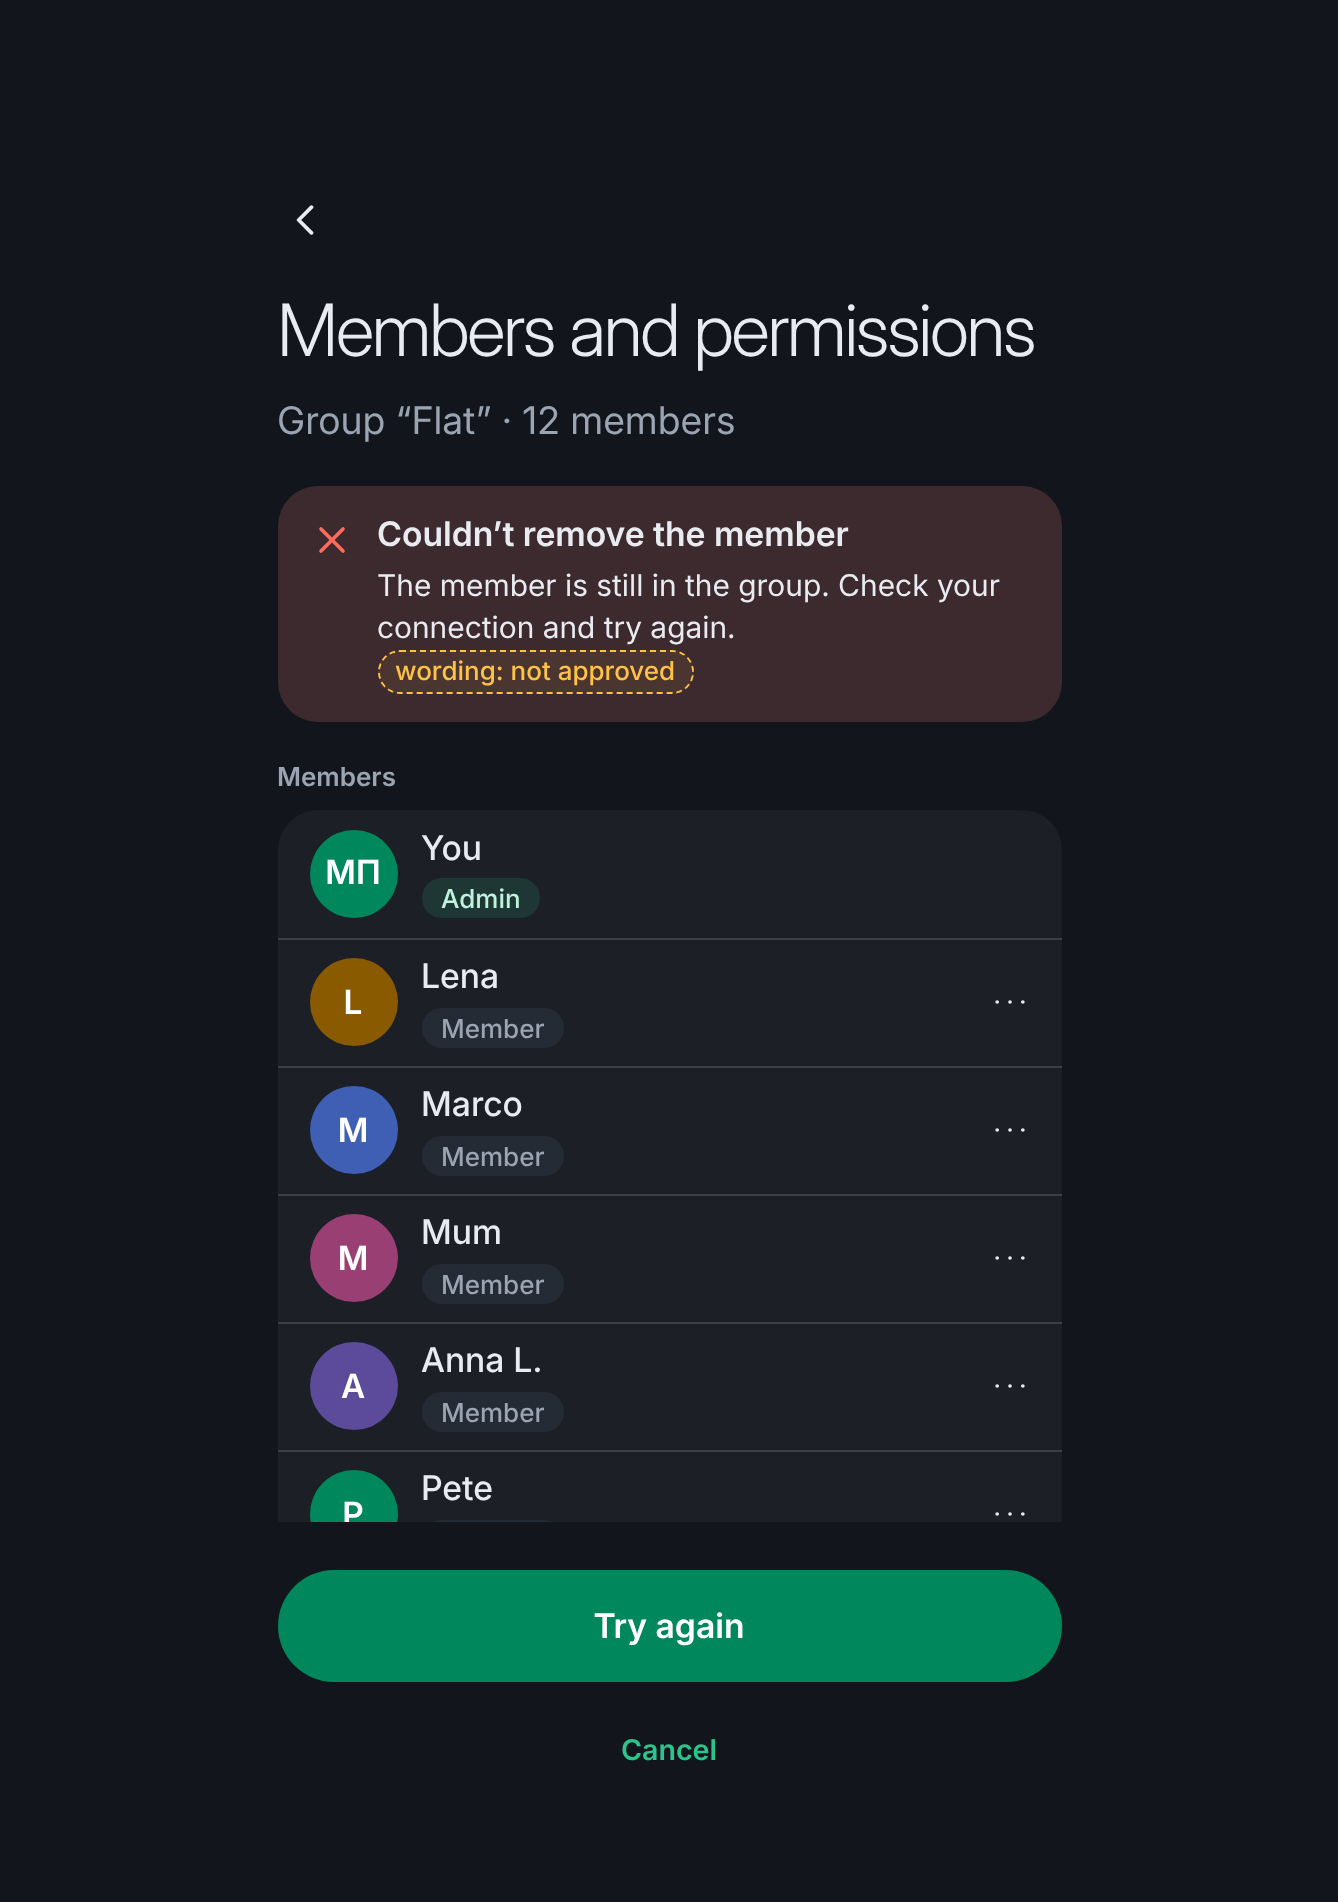 Members and permissions
Group “Flat” · 12 members
Couldn’t remove the member
The member is still in the group. Check your
connection and try again.
wording: not approved
Members
МП
You
Admin
L
Lena
Member
M
Marco
Member
M
Mum
Member
A
Anna L.
Member
P
Pete
Try again
Cancel